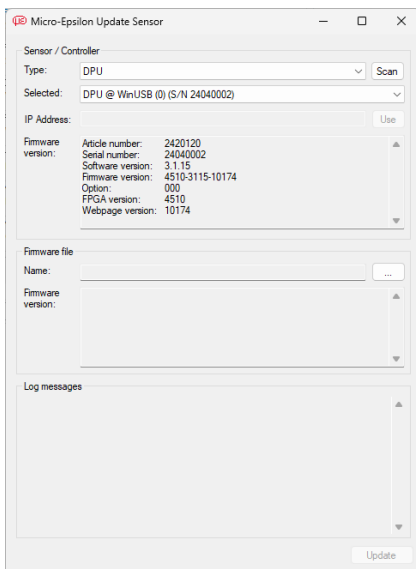 Micro-Epsilon Update Sensor
Sensor / Controller
Type: DPU Scan
Selected: DPU @ WinUSB (0) (S/N 24040002)
IP Address: Use
Firmware version:
Article number: 2420120
Serial number: 24040002
Software version: 3.1.15
Firmware version: 4510-3115-10174
Option: 000
FPGA version: 4510
Webpage version: 10174
Firmware file
Name: ...
Firmware
version:
Log messages
Update